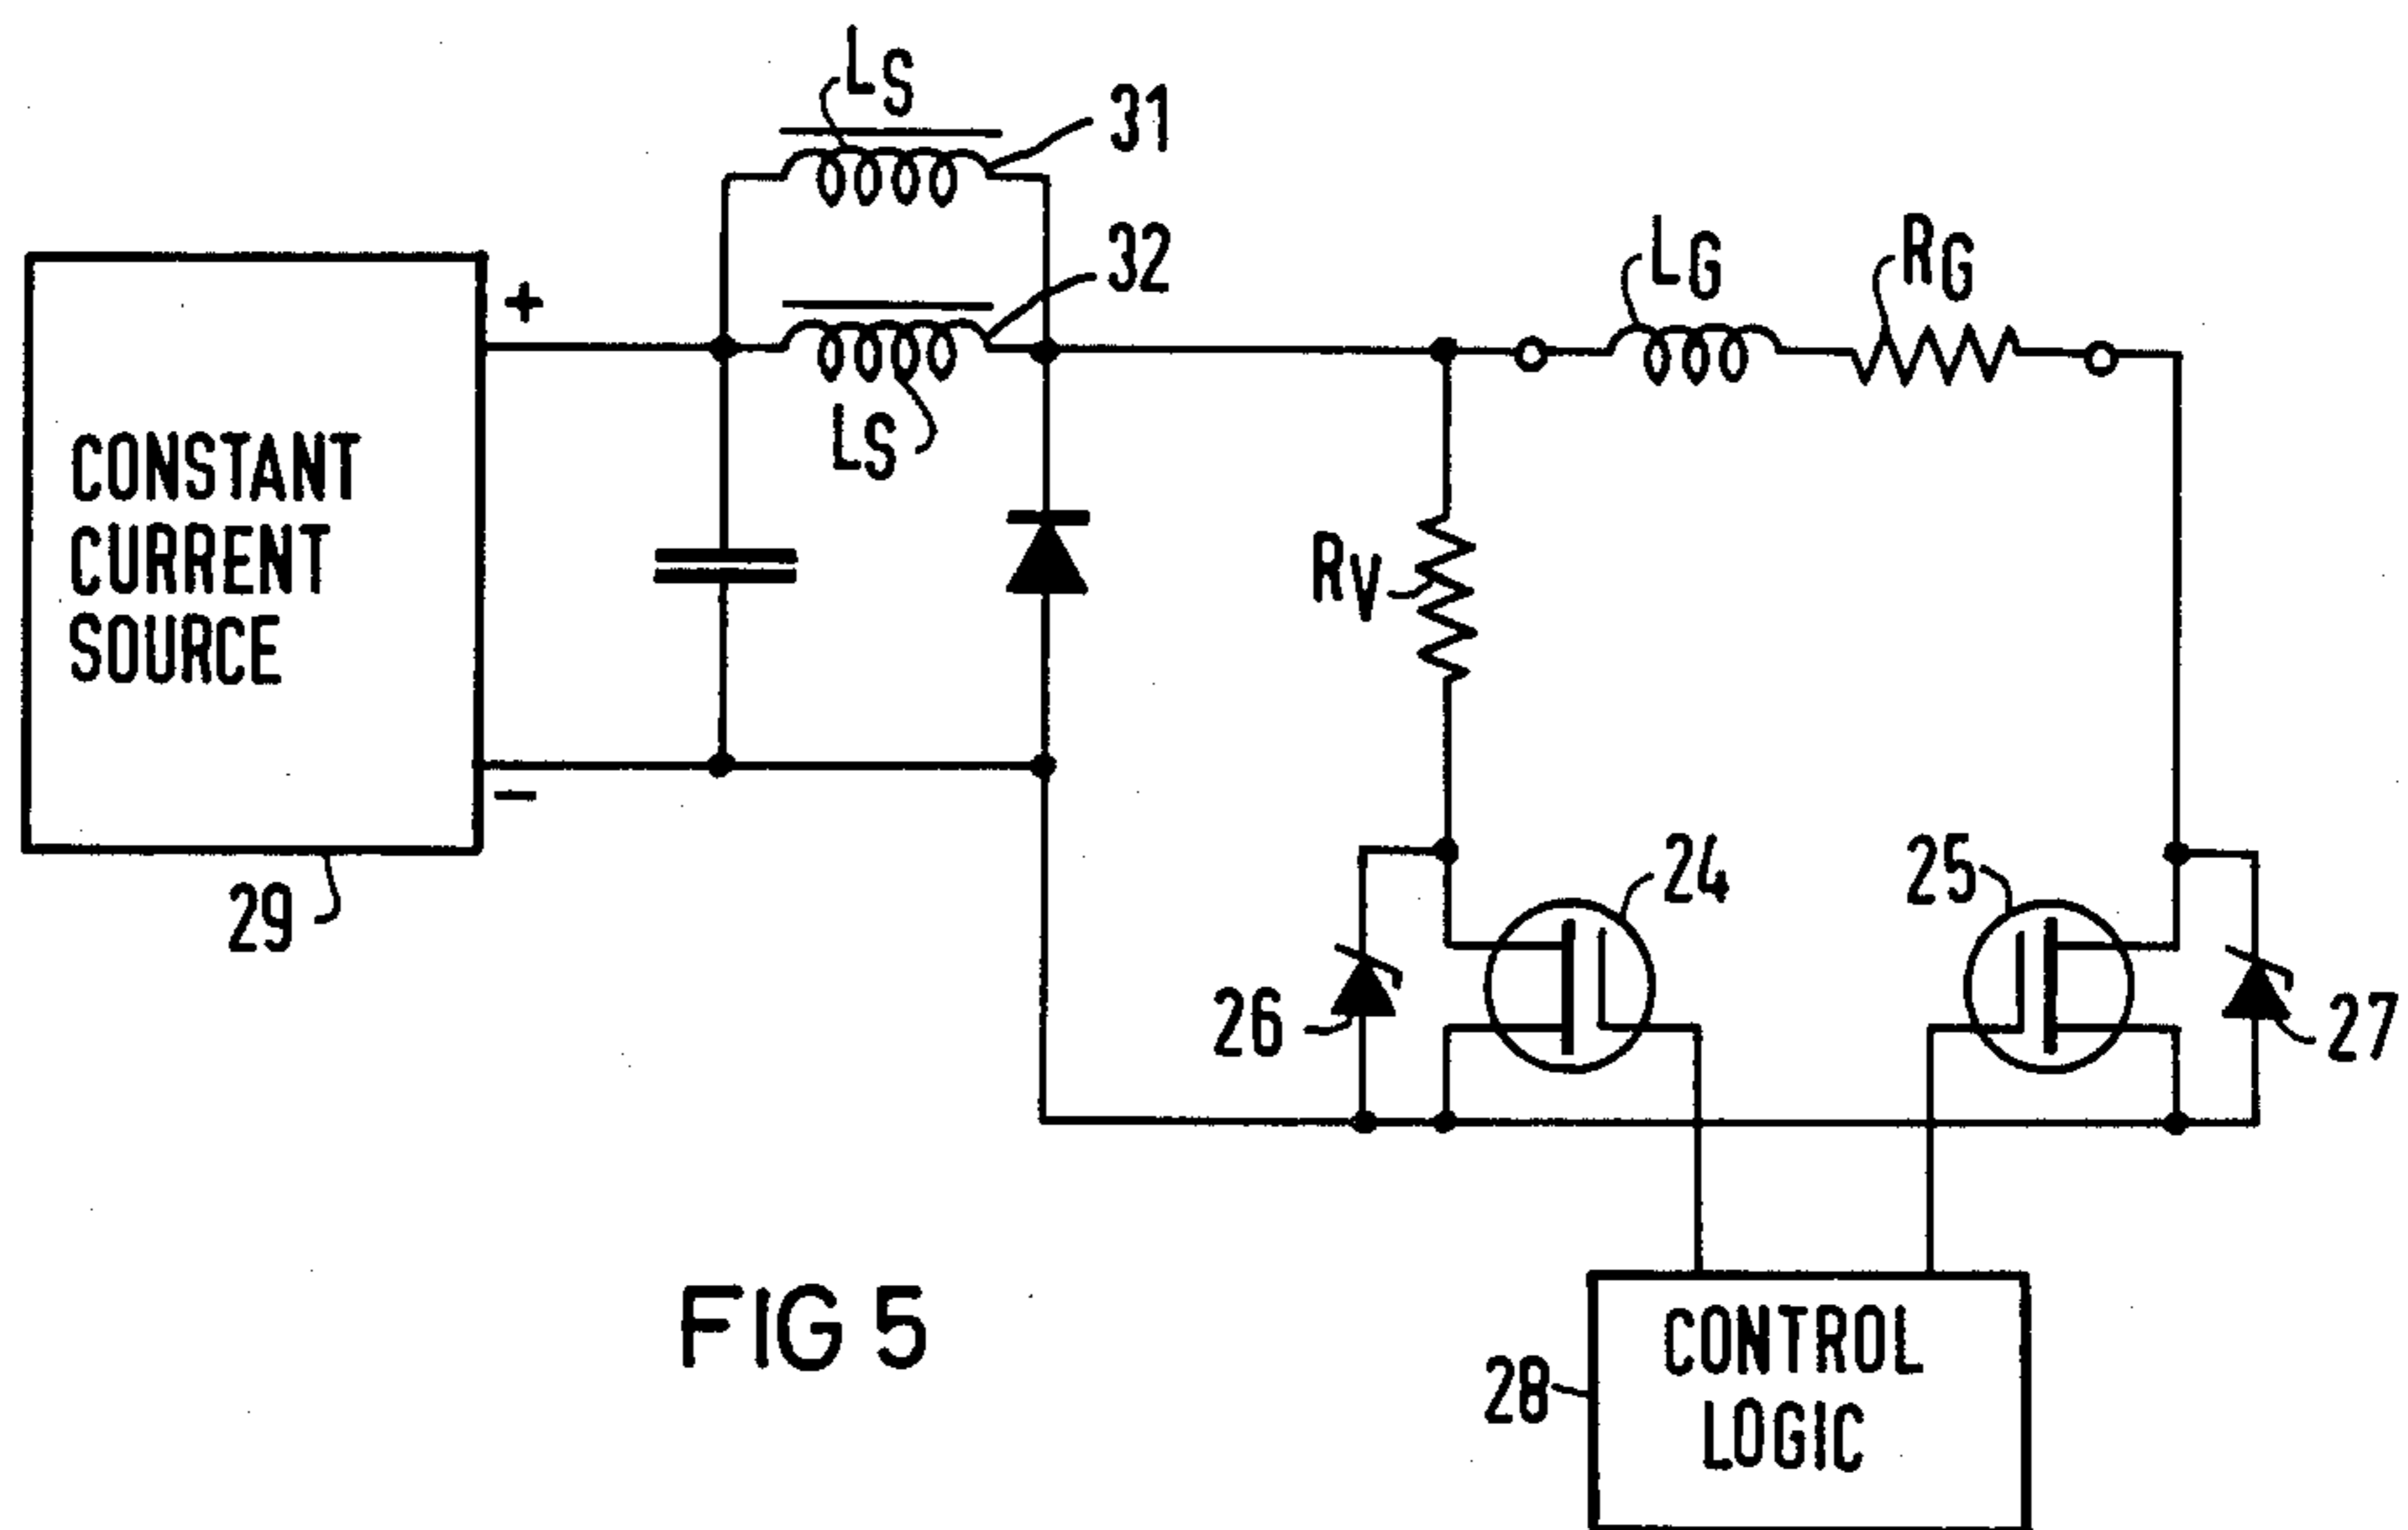 LS
31
32
LG
RG
+
CONSTANT
CURRENT
SOURCE
LS
RV
−
29
24
25
26
27
FIG 5
28
CONTROL
LOGIC